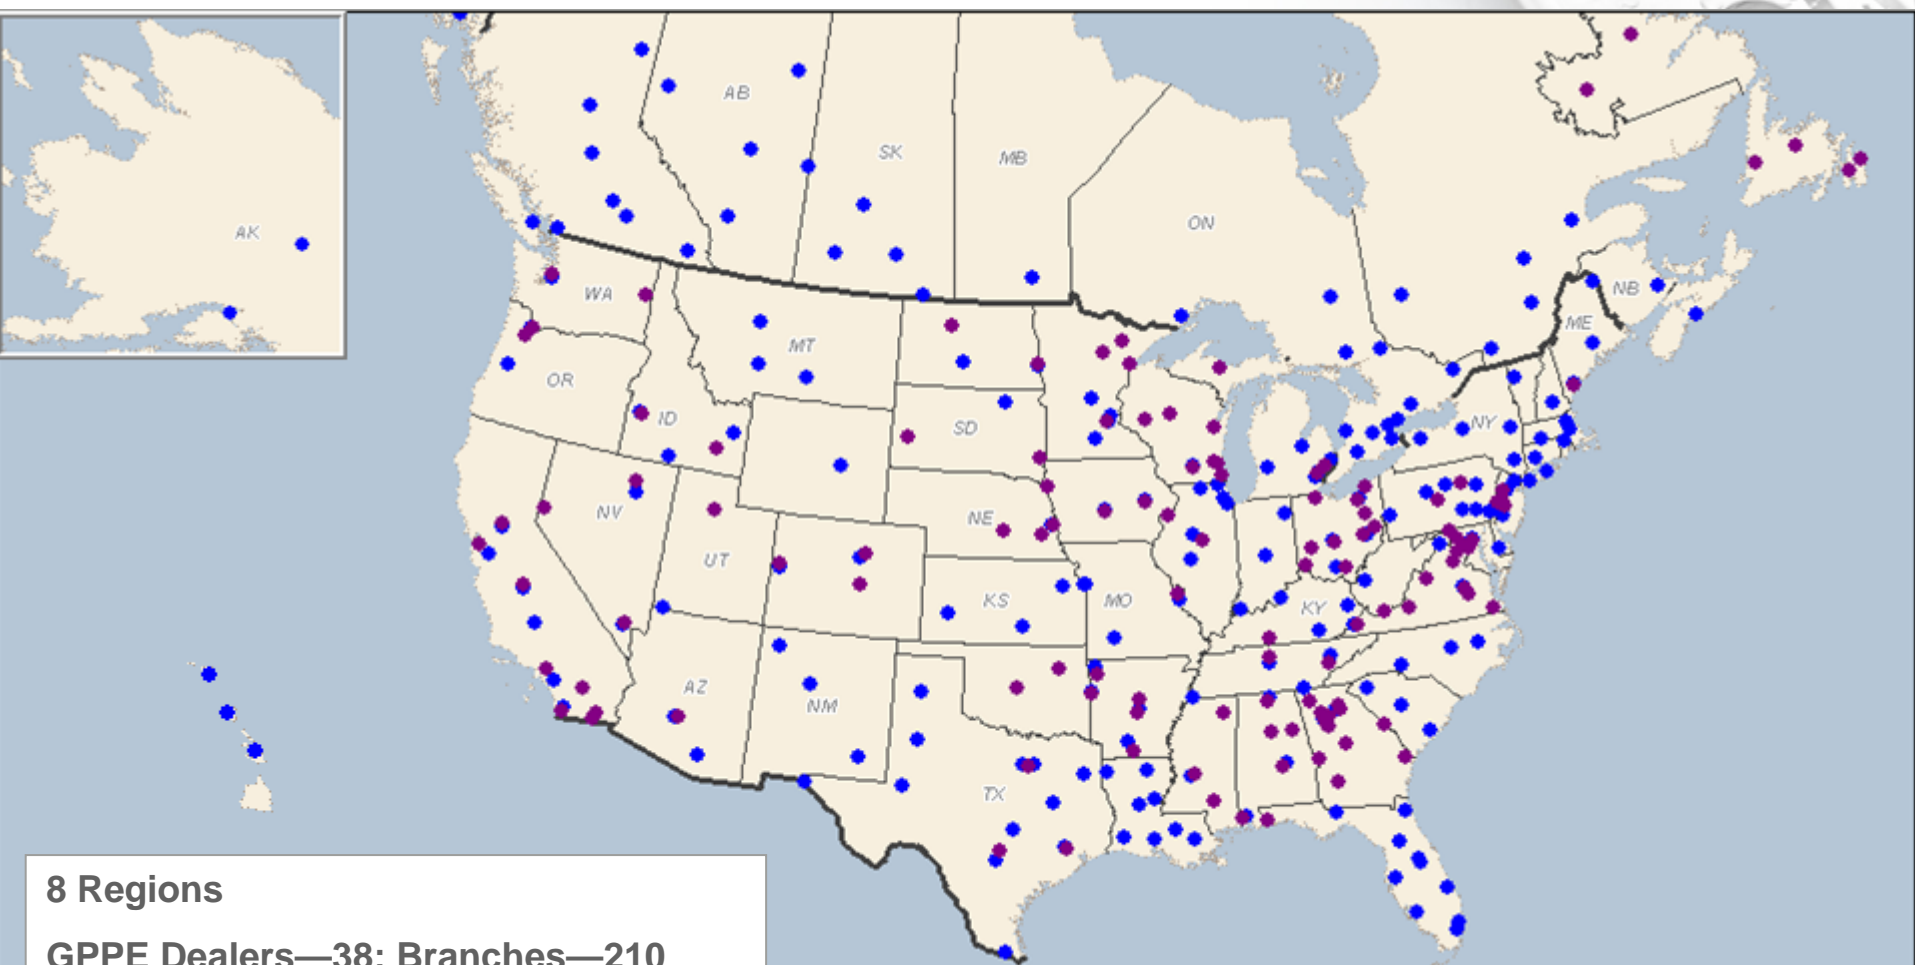 AB
SK
MB
AK
ON
WA
NB
ME
MT
OR
ID
SD
NY
NV
NE
UT
KS
MO
KY
AZ
NM
TX
8 Regions
GPPE Dealers—38; Branches—210